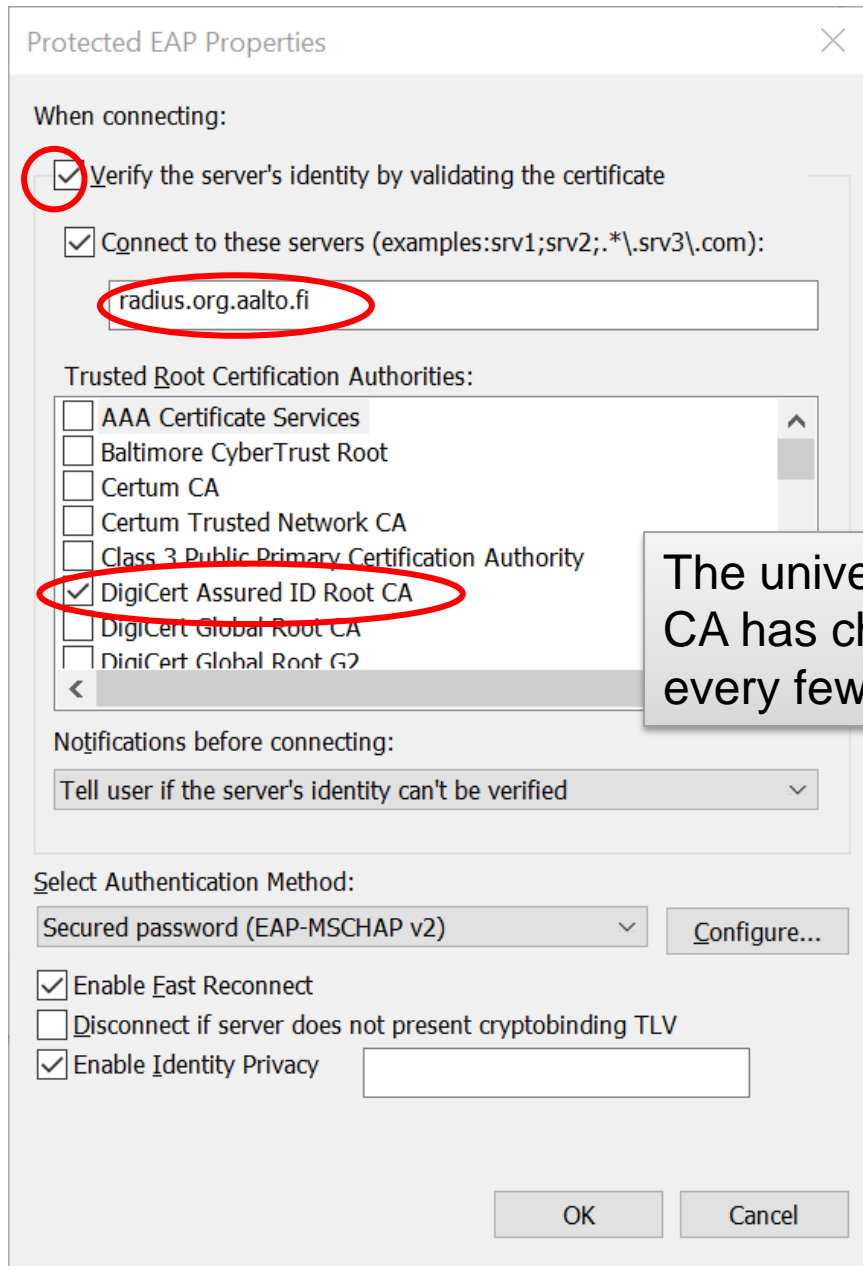 Protected EAP Properties
When connecting:
Verify the server's identity by validating the certificate
Connect to these servers (examples:srv1;srv2;.*\.srv3\.com):
radius.org.aalto.fi
Trusted Root Certification Authorities:
AAA Certificate Services
Baltimore CyberTrust Root
Certum CA
Certum Trusted Network CA
Class 3 Public Primary Certification Authority
DigiCert Assured ID Root CA
DigiCert Global Root CA
DigiCert Global Root G2
The
CA has
every few
Notifications before connecting:
Tell user if the server's identity can't be verified
Select Authentication Method:
Secured password (EAP-MSCHAP v2)
Configure...
Enable Fast Reconnect
Disconnect if server does not present cryptobinding TLV
Enable Identity Privacy
OK
Cancel